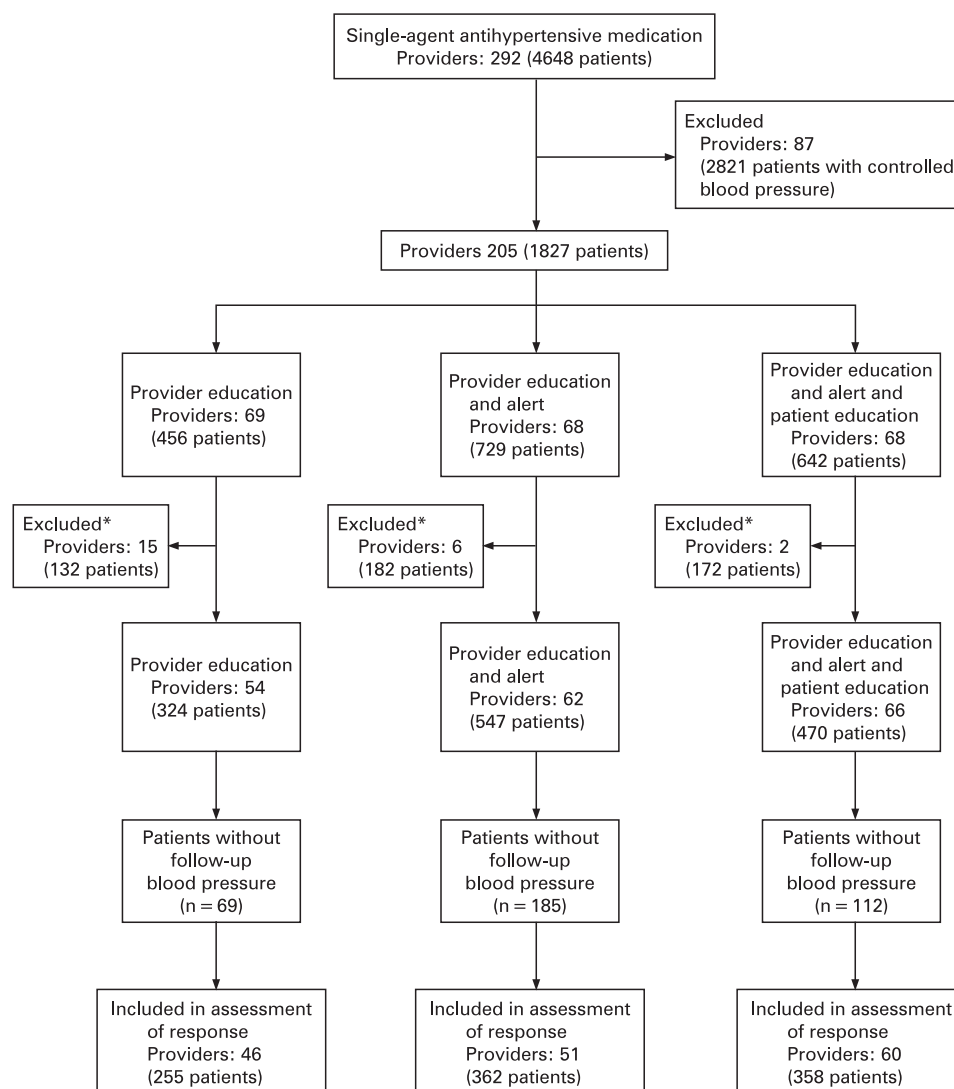 Single-agent antihypertensive medication
Providers: 292 (4648 patients)
Excluded
Providers: 87
(2821 patients with controlled
blood pressure)
Providers 205 (1827 patients)
Provider education
Providers: 69
(456 patients)
Provider education
and alert
Providers: 68
(729 patients)
Provider education
and alert and
patient education
Providers: 68
(642 patients)
Excluded*
Providers: 15
(132 patients)
Excluded*
Providers: 6
(182 patients)
Excluded*
Providers: 2
(172 patients)
Provider education
Providers: 54
(324 patients)
Provider education
and alert
Providers: 62
(547 patients)
Provider education
and alert and
patient education
Providers: 66
(470 patients)
Patients without
follow-up
blood pressure
(n = 69)
Patients without
follow-up
blood pressure
(n = 185)
Patients without
follow-up
blood pressure
(n = 112)
Included in assessment
of response
Providers: 46
(255 patients)
Included in assessment
of response
Providers: 51
(362 patients)
Included in assessment
of response
Providers: 60
(358 patients)